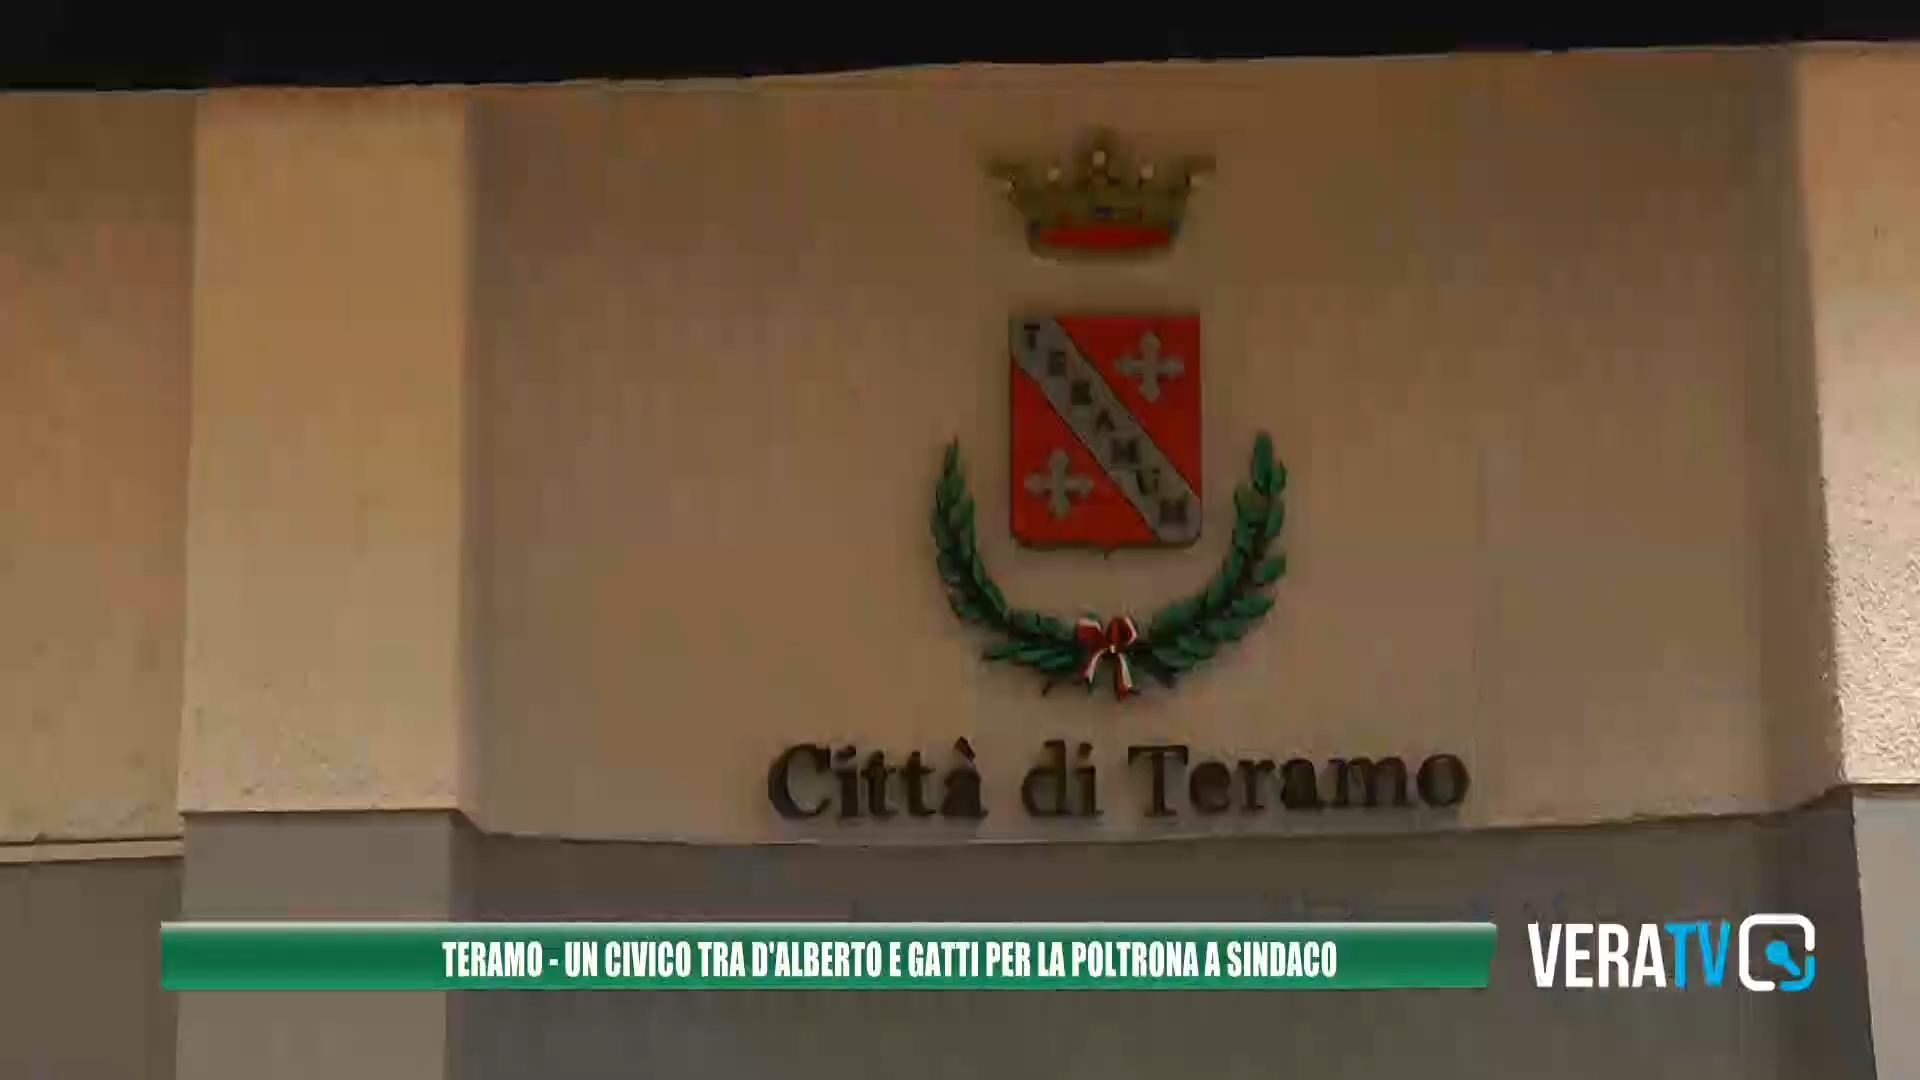 TERAMUM
Città di Teramo
TERAMO - UN CIVICO TRA D'ALBERTO E GATTI PER LA POLTRONA A SINDACO
VERATV